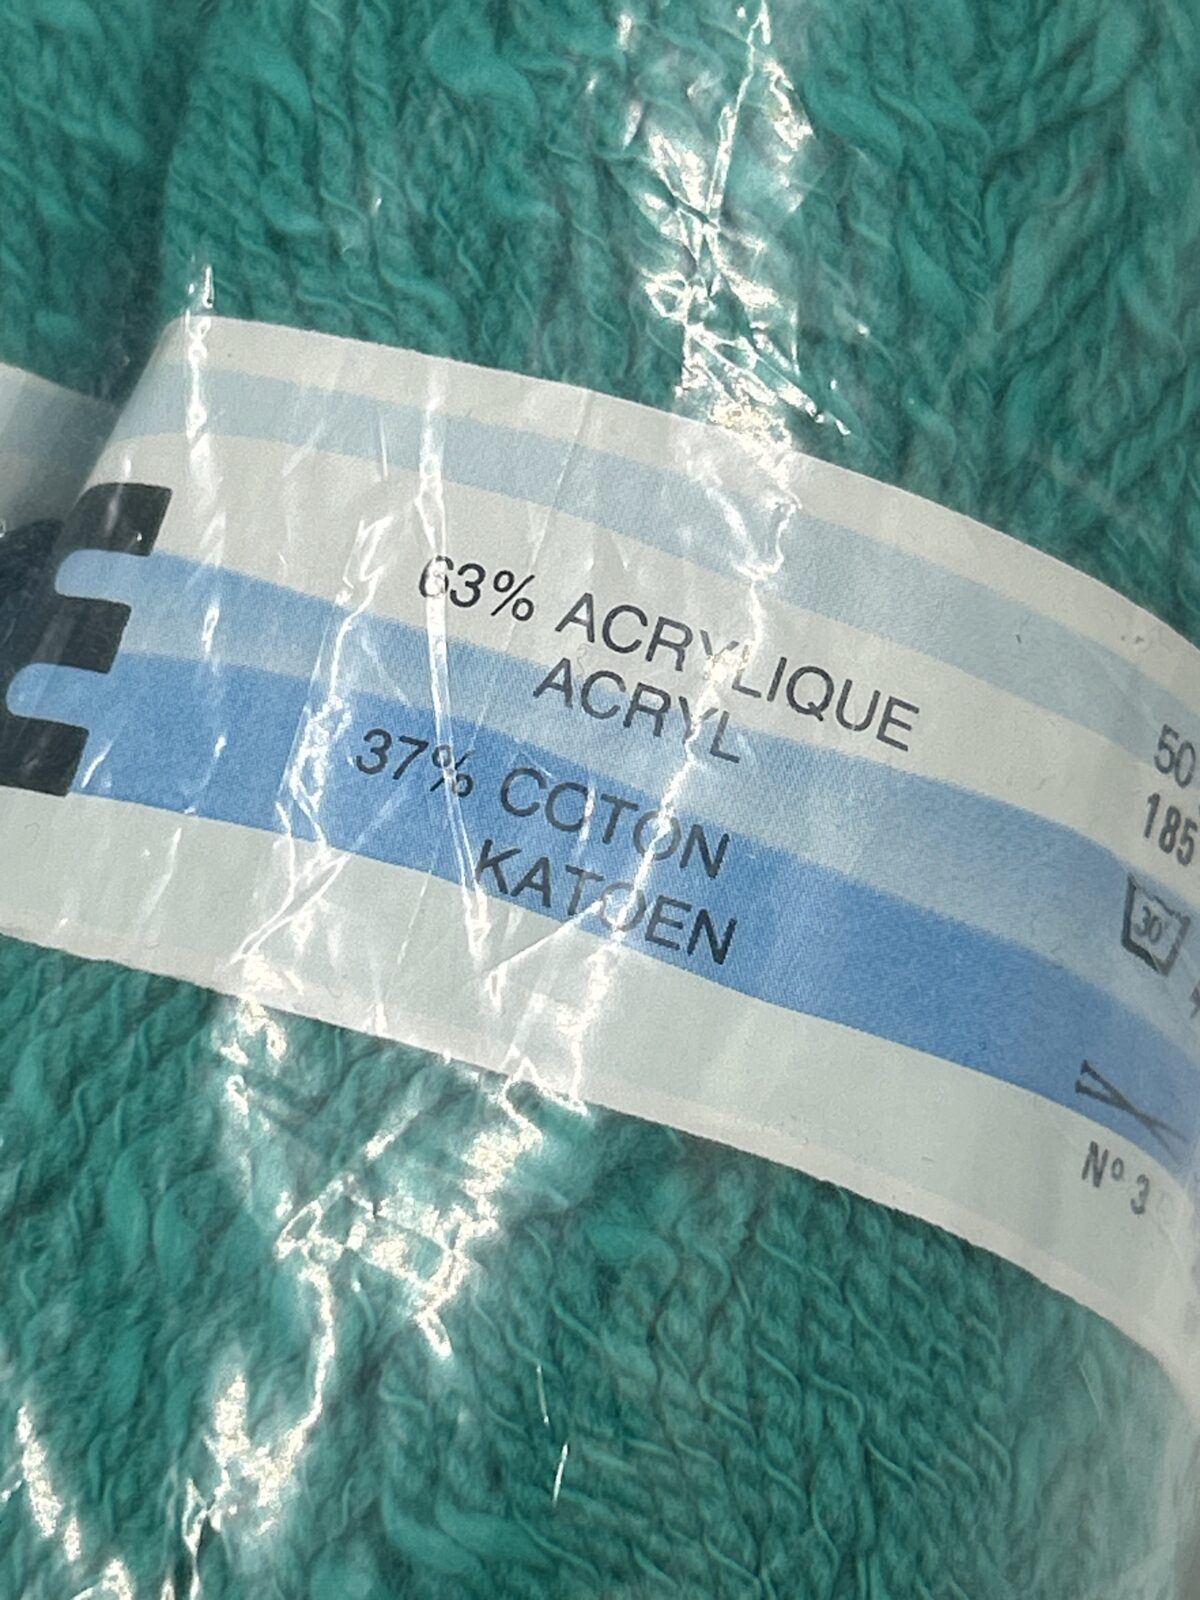 63% ACRYLIQUE
ACRYL
37% COTON
KATOEN
50
185
30°
N° 3